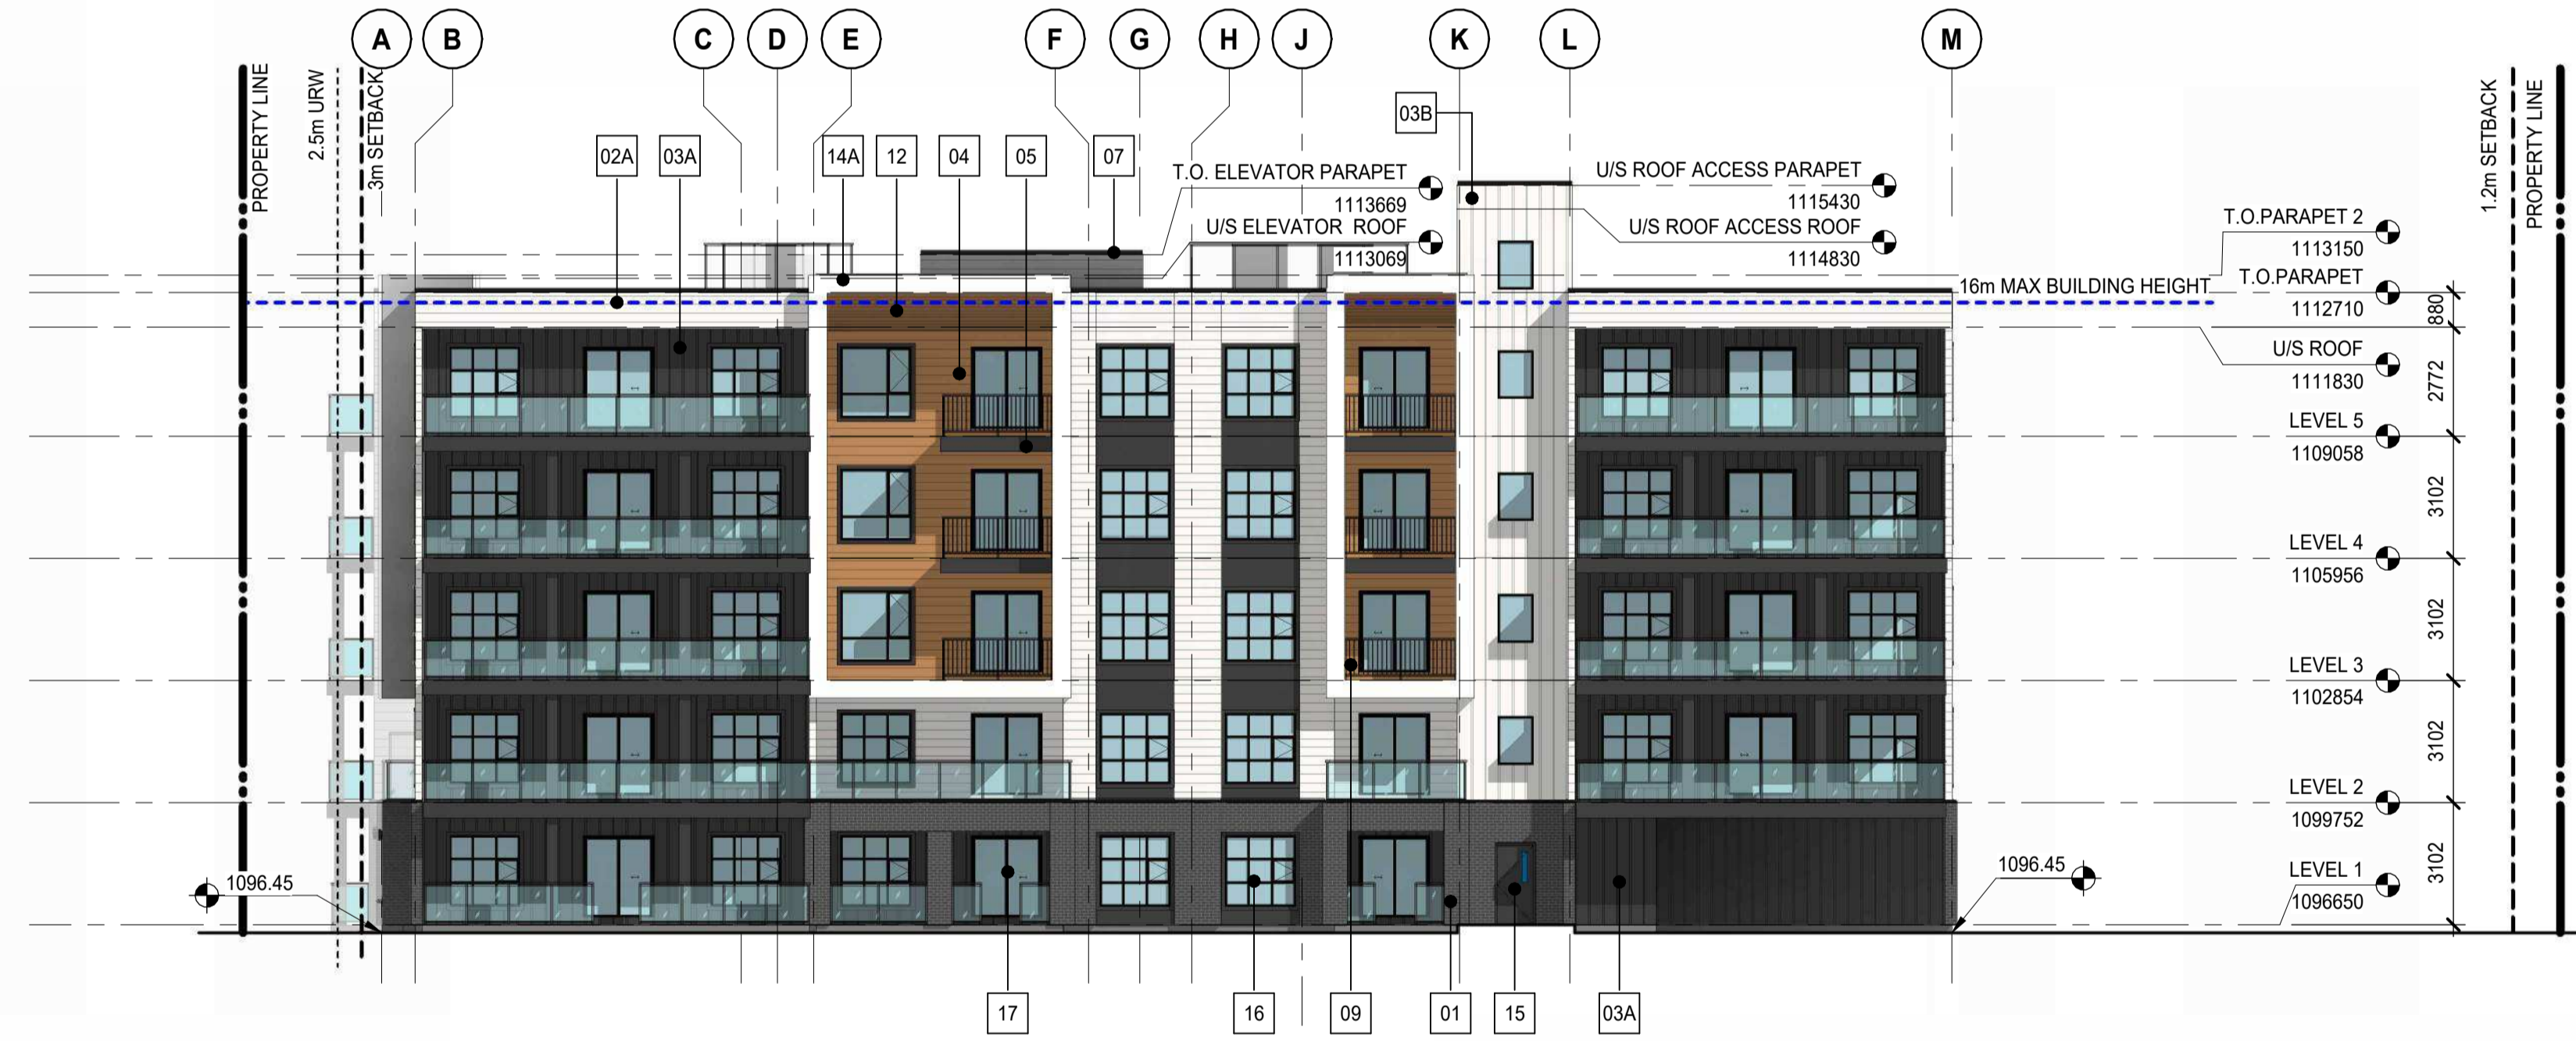 A
B
C
D
E
F
G
H
J
K
L
M
PROPERTY LINE
2.5m URW
3m SETBACK
1.2m SETBACK
PROPERTY LINE
03B
02A
03A
14A
12
04
05
07
T.O. ELEVATOR PARAPET
1113669
U/S ELEVATOR ROOF
1113069
U/S ROOF ACCESS PARAPET
1115430
U/S ROOF ACCESS ROOF
1114830
T.O.PARAPET 2
1113150
16m MAX BUILDING HEIGHT
T.O.PARAPET
1112710
880
U/S ROOF
1111830
2772
LEVEL 5
1109058
3102
LEVEL 4
1105956
3102
LEVEL 3
1102854
3102
LEVEL 2
1099752
3102
LEVEL 1
1096650
1096.45
1096.45
17
16
09
01
15
03A